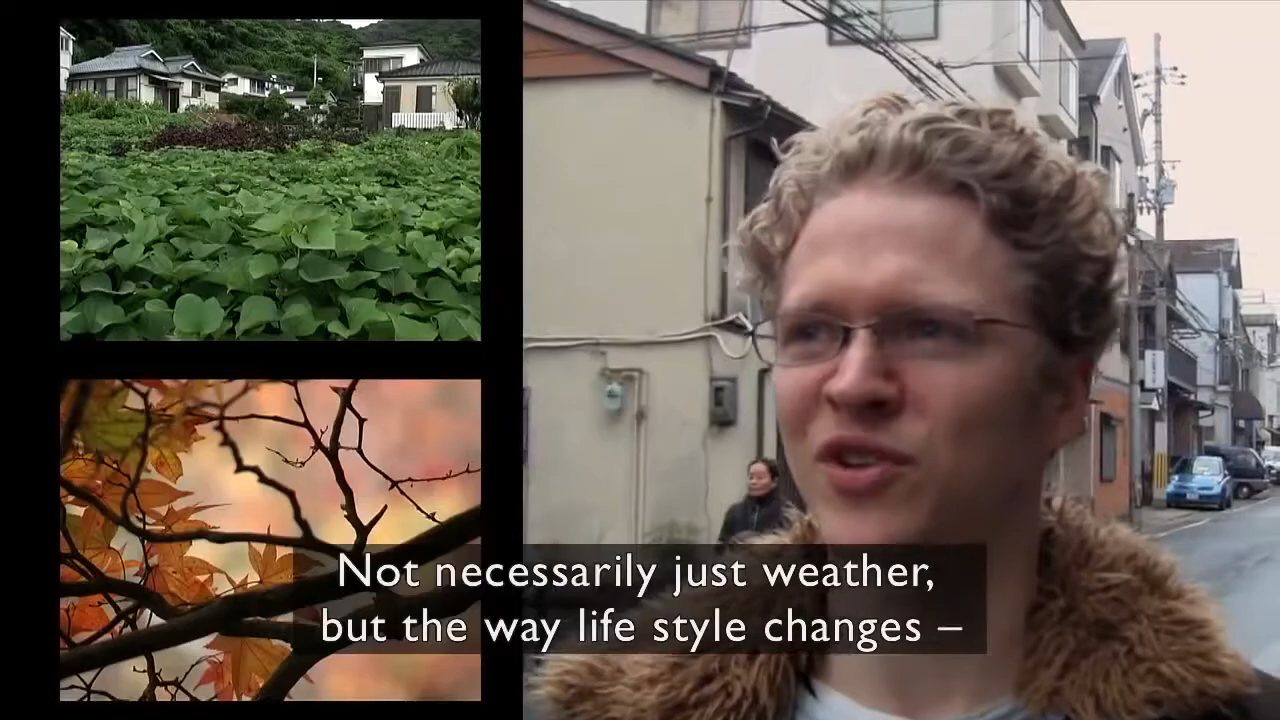 Not necessarily just weather,
but the way life style changes –